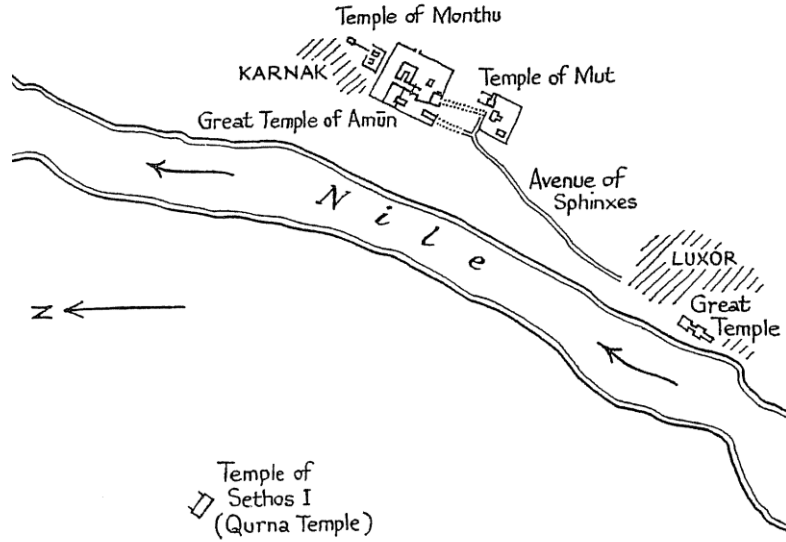 Temple of Monthu
KARNAK
Temple of Mut
Great Temple of Amūn
Avenue of
Sphinxes
Nile
LUXOR
Great
Temple
N
Temple of
Sethos I
(Qurna Temple)